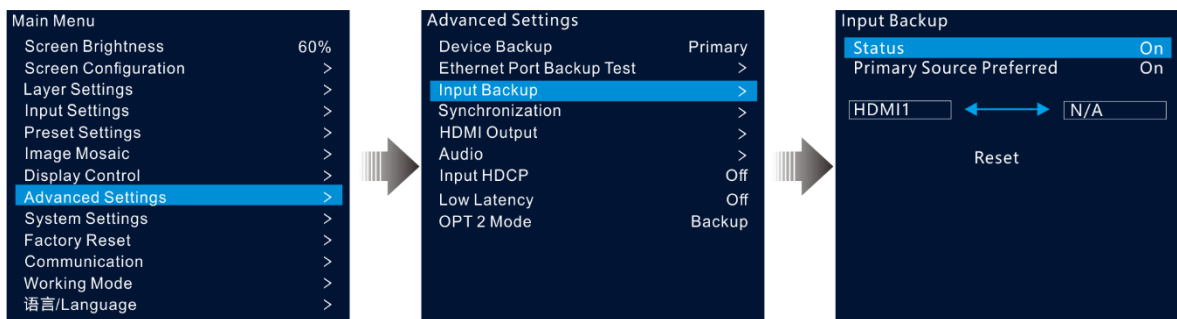 Main Menu
Screen Brightness 60%
Screen Configuration >
Layer Settings >
Input Settings >
Preset Settings >
Image Mosaic >
Display Control >
Advanced Settings >
System Settings >
Factory Reset >
Communication >
Working Mode >
语言/Language >
Advanced Settings
Device Backup Primary
Ethernet Port Backup Test >
Input Backup >
Synchronization >
HDMI Output >
Audio >
Input HDCP Off
Low Latency Off
OPT 2 Mode Backup
Input Backup
Status On
Primary Source Preferred On
HDMI1 N/A
Reset